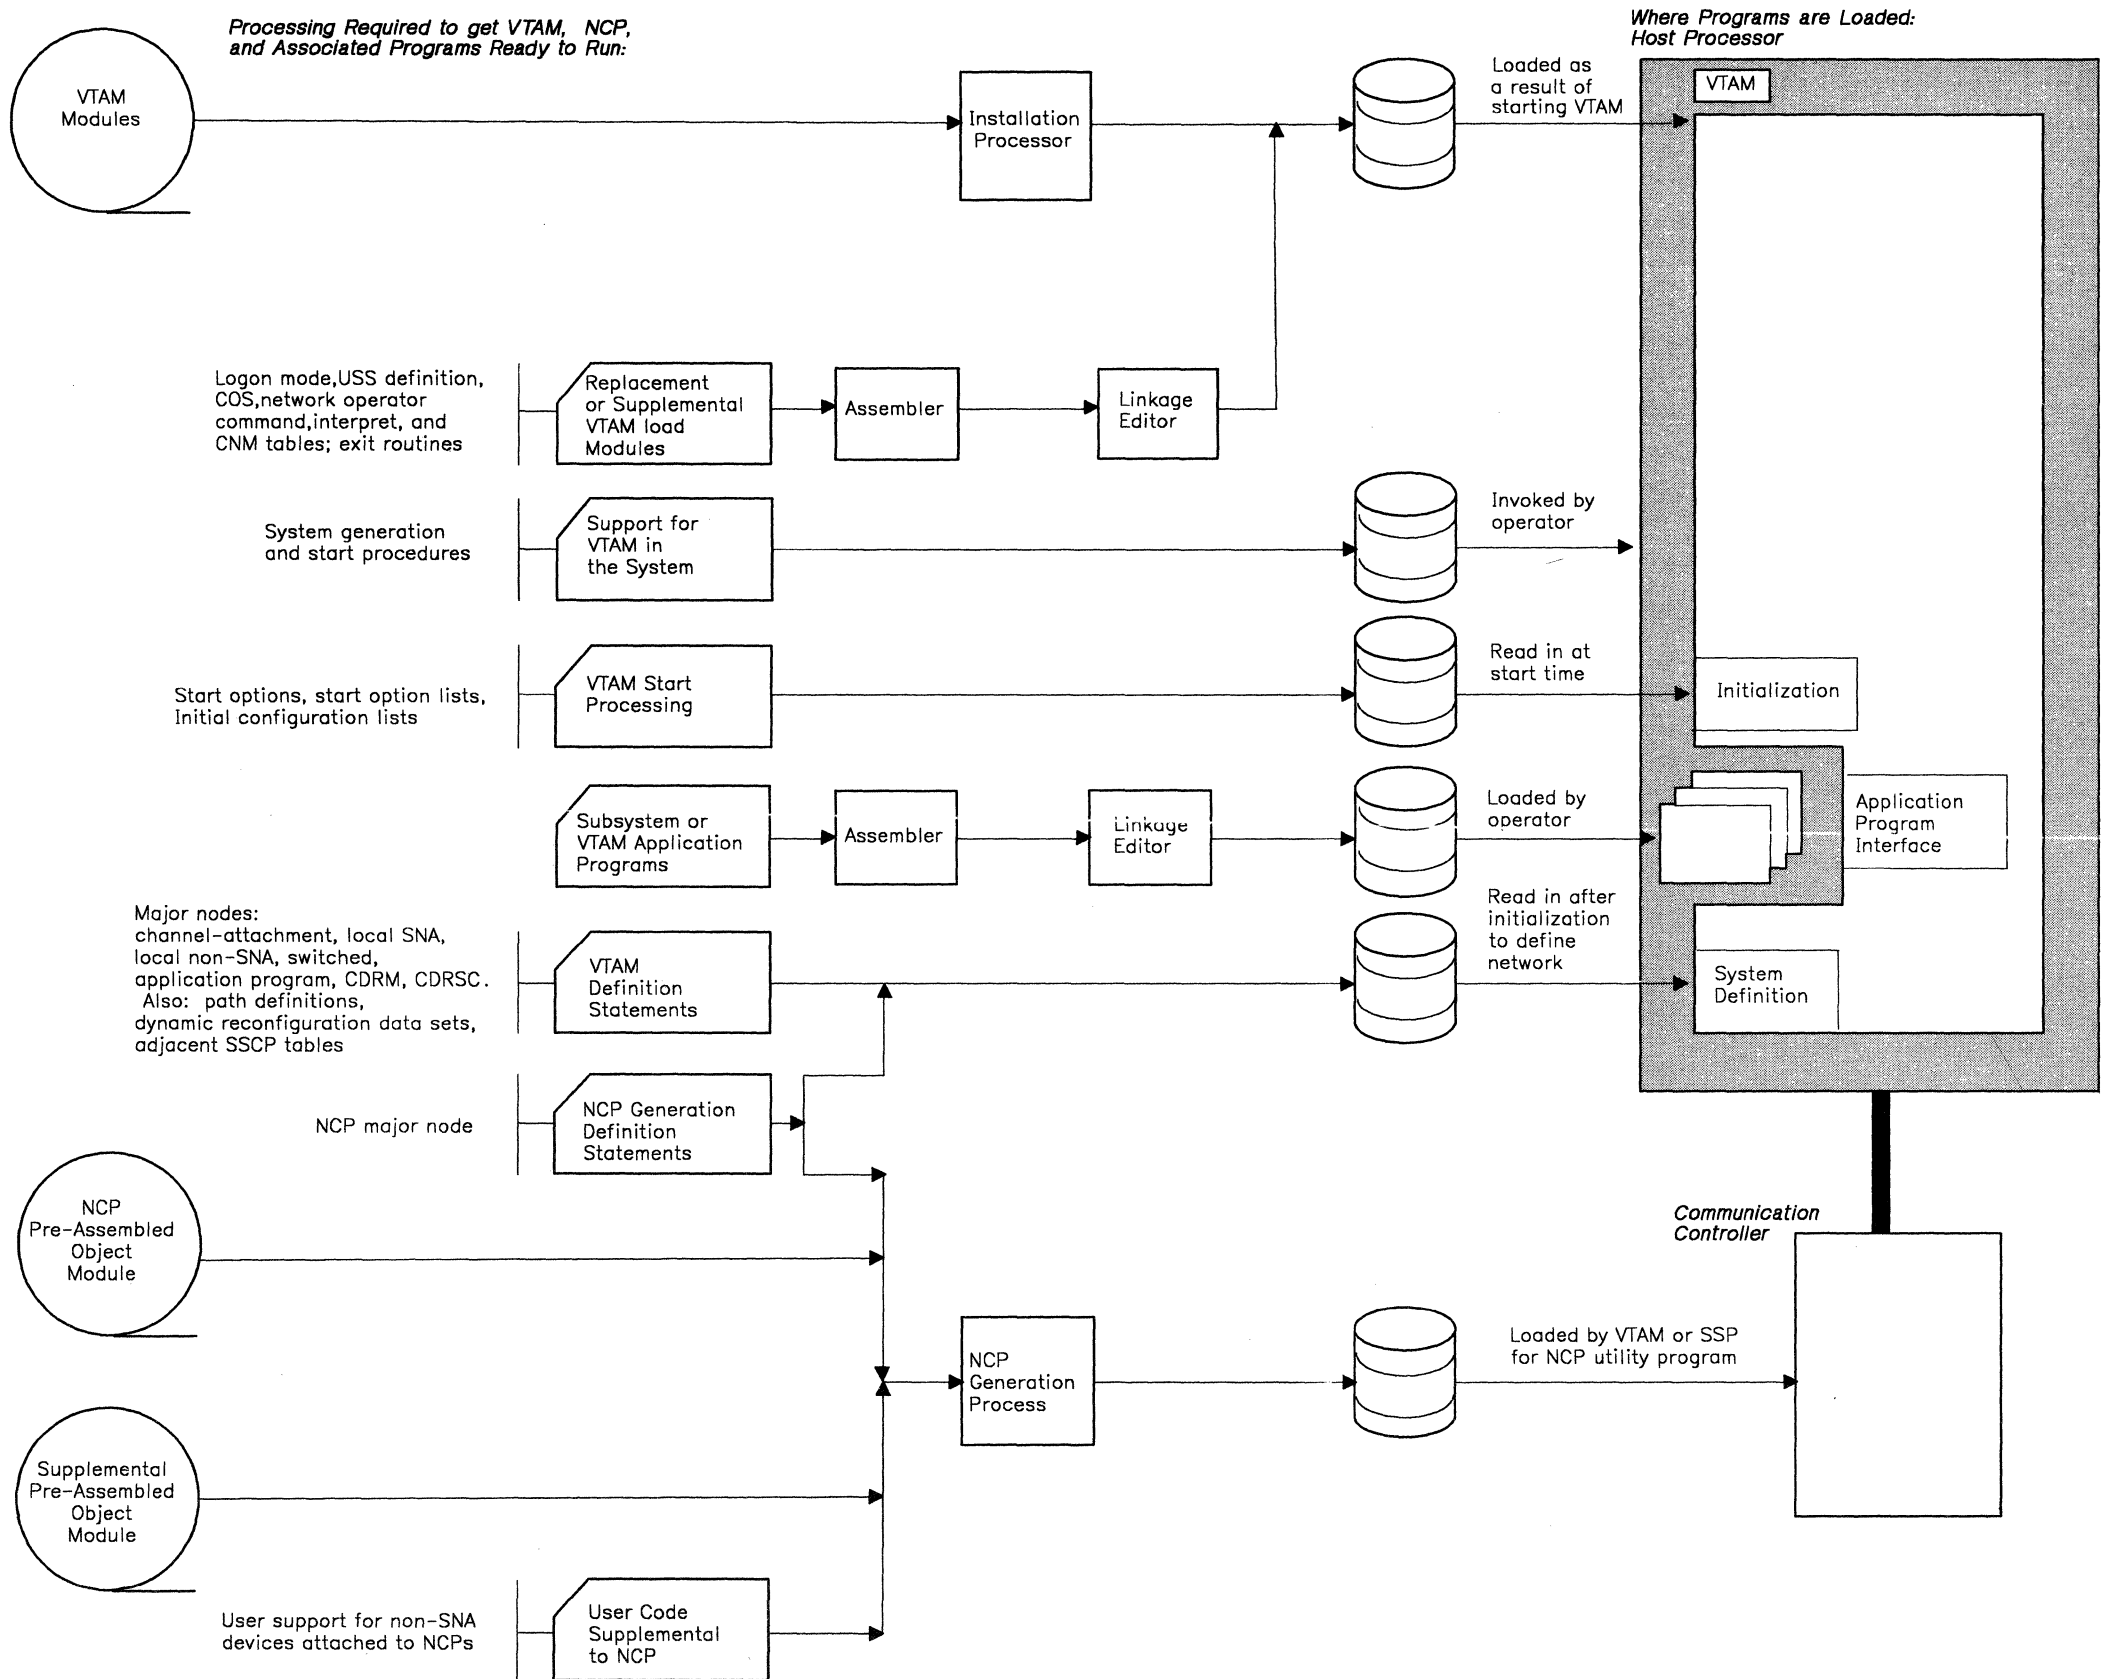 Processing Required to get VTAM, NCP,
and Associated Programs Ready to Run:
Where Programs are Loaded:
Host Processor
VTAM
Modules
Installation
Processor
Loaded as
a result of
starting VTAM
VTAM
Logon mode,USS definition,
COS,network operator
command,interpret, and
CNM tables; exit routines
Replacement
or Supplemental
VTAM load
Modules
Assembler
Linkage
Editor
System generation
and start procedures
Support for
VTAM in
the System
Invoked by
operator
Start options, start option lists,
Initial configuration lists
VTAM Start
Processing
Read in at
start time
Initialization
Subsystem or
VTAM Application
Programs
Assembler
Linkage
Editor
Loaded by
operator
Application
Program
Interface
Major nodes:
channel-attachment, local SNA,
local non-SNA, switched,
application program, CDRM, CDRSC.
Also: path definitions,
dynamic reconfiguration data sets,
adjacent SSCP tables
VTAM
Definition
Statements
Read in after
initialization
to define
network
System
Definition
NCP major node
NCP Generation
Definition
Statements
NCP
Pre-Assembled
Object
Module
Communication
Controller
NCP
Generation
Process
Loaded by VTAM or SSP
for NCP utility program
Supplemental
Pre-Assembled
Object
Module
User support for non-SNA
devices attached to NCPs
User Code
Supplemental
to NCP